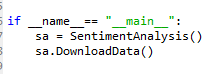 if __name__== "__main__":
    sa = SentimentAnalysis()
    sa.DownloadData()